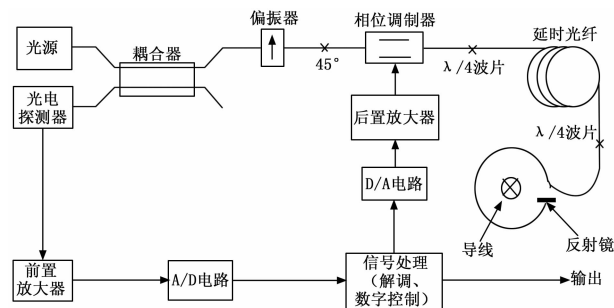 光源
耦合器
偏振器
45°
相位调制器
λ/4波片
延时光纤
光电
探测器
后置放大器
λ/4波片
D/A电路
导线
反射镜
前置
放大器
A/D电路
信号处理
(解调、
数字控制)
输出